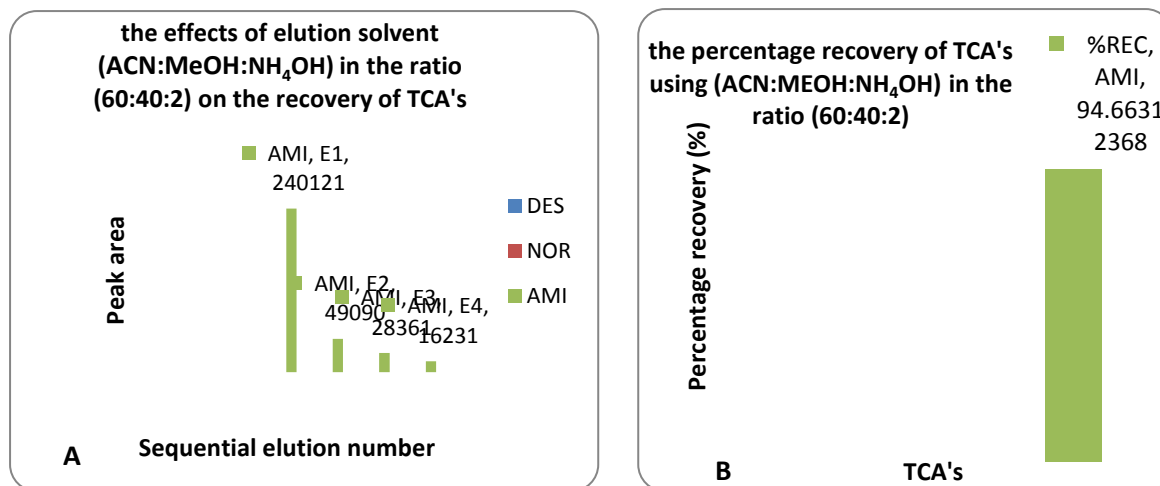 the effects of elution solvent
(ACN:MeOH:NH₄OH) in the ratio
(60:40:2) on the recovery of TCA's
AMI, E1,
240121
AMI, E2,
49090
AMI, E3,
28361
AMI, E4,
16231
DES
NOR
AMI
Peak area
Sequential elution number
A
the percentage recovery of TCA's
using (ACN:MEOH:NH₄OH) in the
ratio (60:40:2)
%REC,
AMI,
94.6631
2368
Percentage recovery (%)
TCA's
B